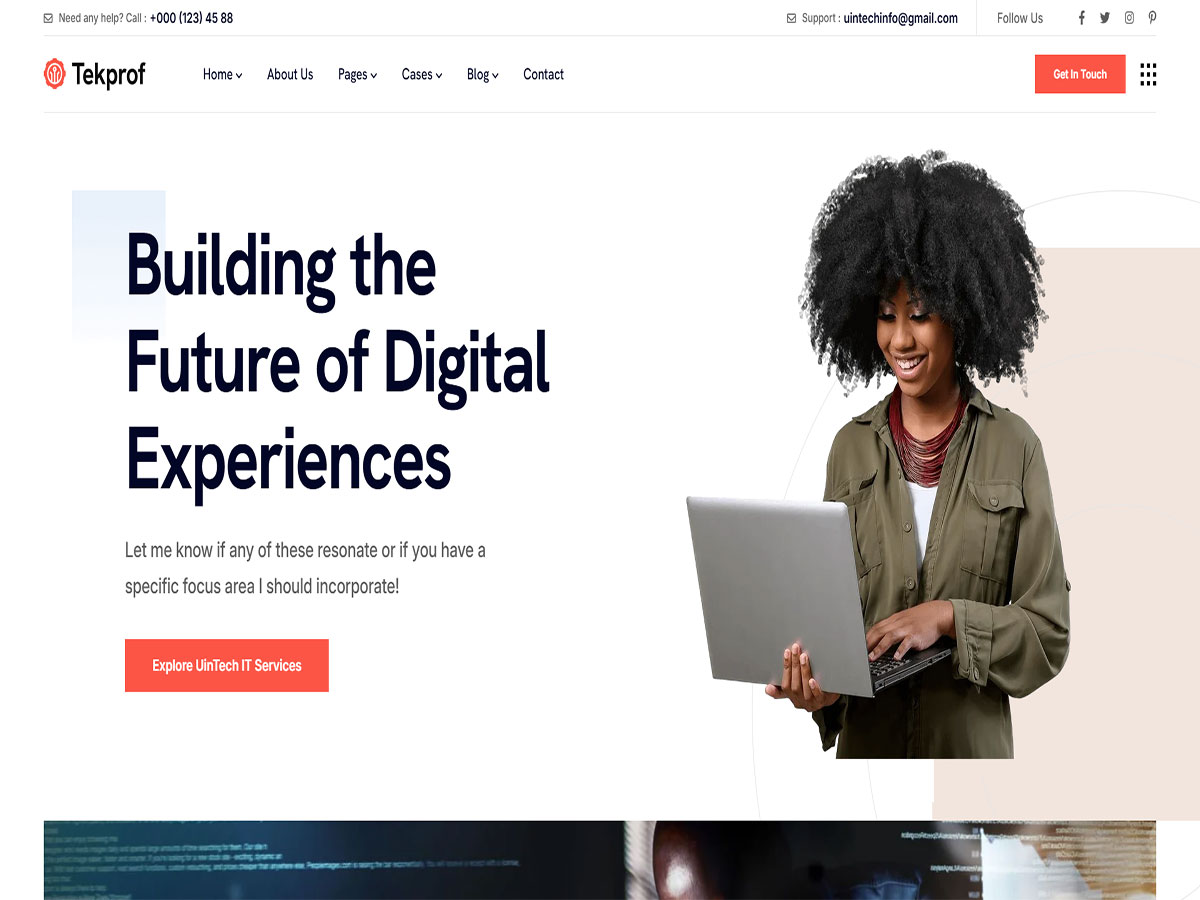 Need any help? Call : +000 (123) 45 88
Support : uintechinfo@gmail.com
Follow Us
Tekprof
Home
About Us
Pages
Cases
Blog
Contact
Get In Touch
Building the
Future of Digital
Experiences
Let me know if any of these resonate or if you have a
specific focus area I should incorporate!
Explore UinTech IT Services